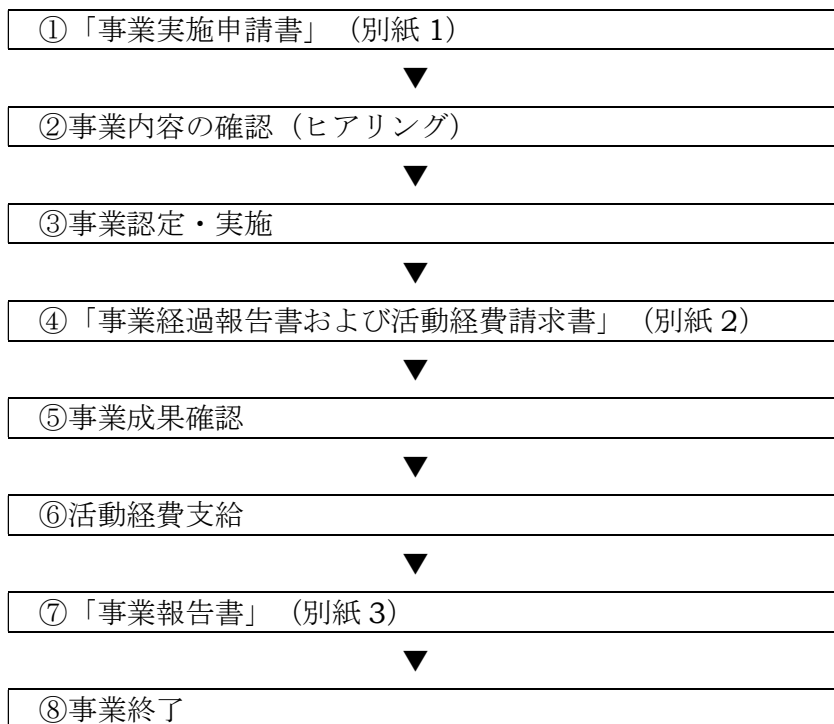 ①「事業実施申請書」（別紙 1）
▼
②事業内容の確認（ヒアリング）
▼
③事業認定・実施
▼
④「事業経過報告書および活動経費請求書」（別紙 2）
▼
⑤事業成果確認
▼
⑥活動経費支給
▼
⑦「事業報告書」（別紙 3）
▼
⑧事業終了